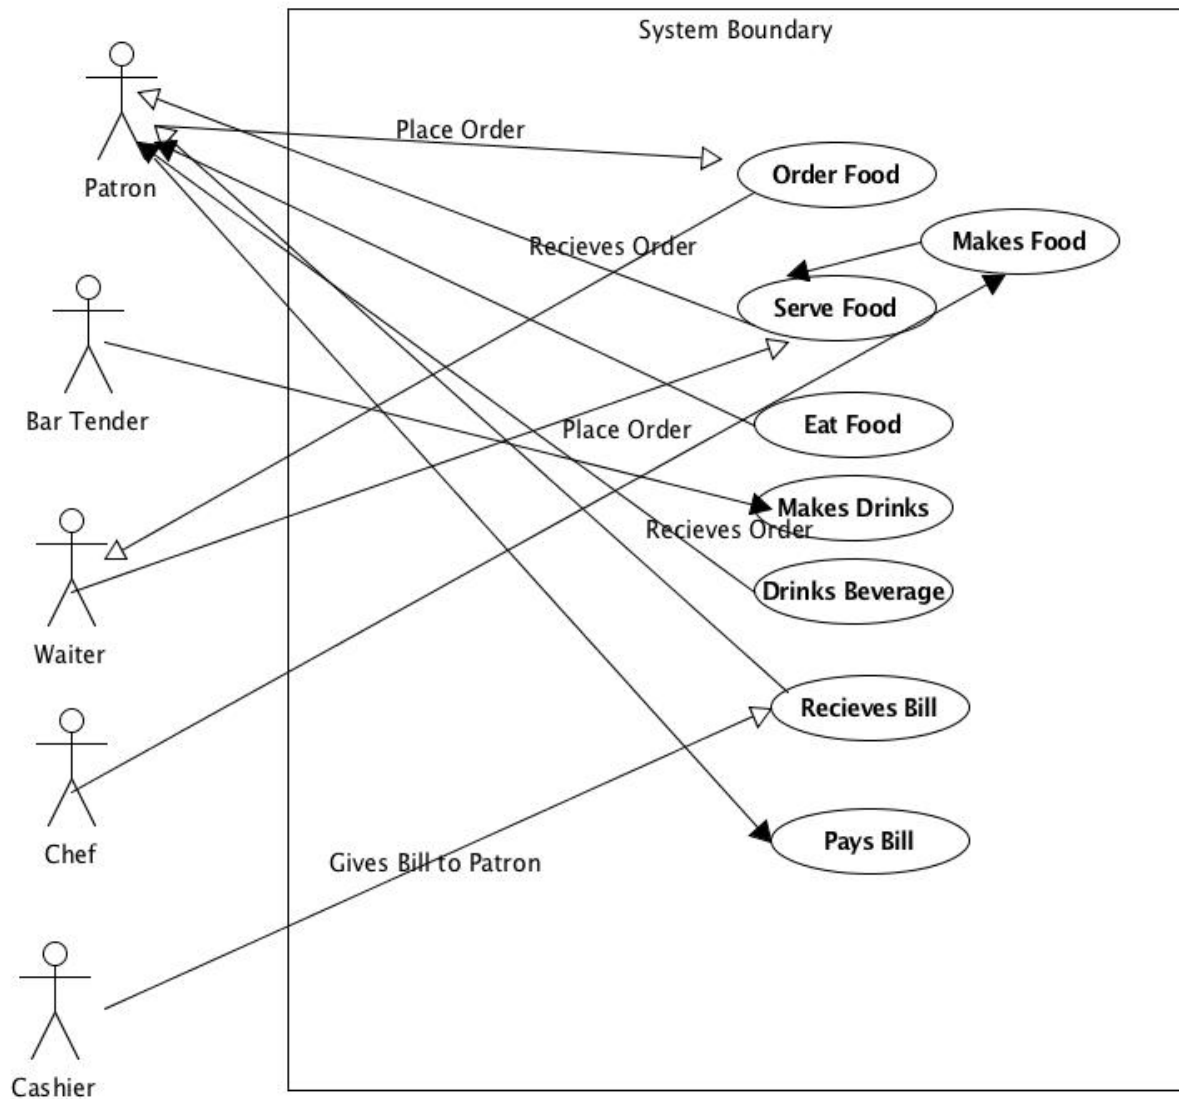 System Boundary
Place Order
Order Food
Patron
Makes Food
Recieves Order
Serve Food
Bar Tender
Place Order
Eat Food
Makes Drinks
Recieves Order
Drinks Beverage
Waiter
Recieves Bill
Chef
Pays Bill
Gives Bill to Patron
Cashier